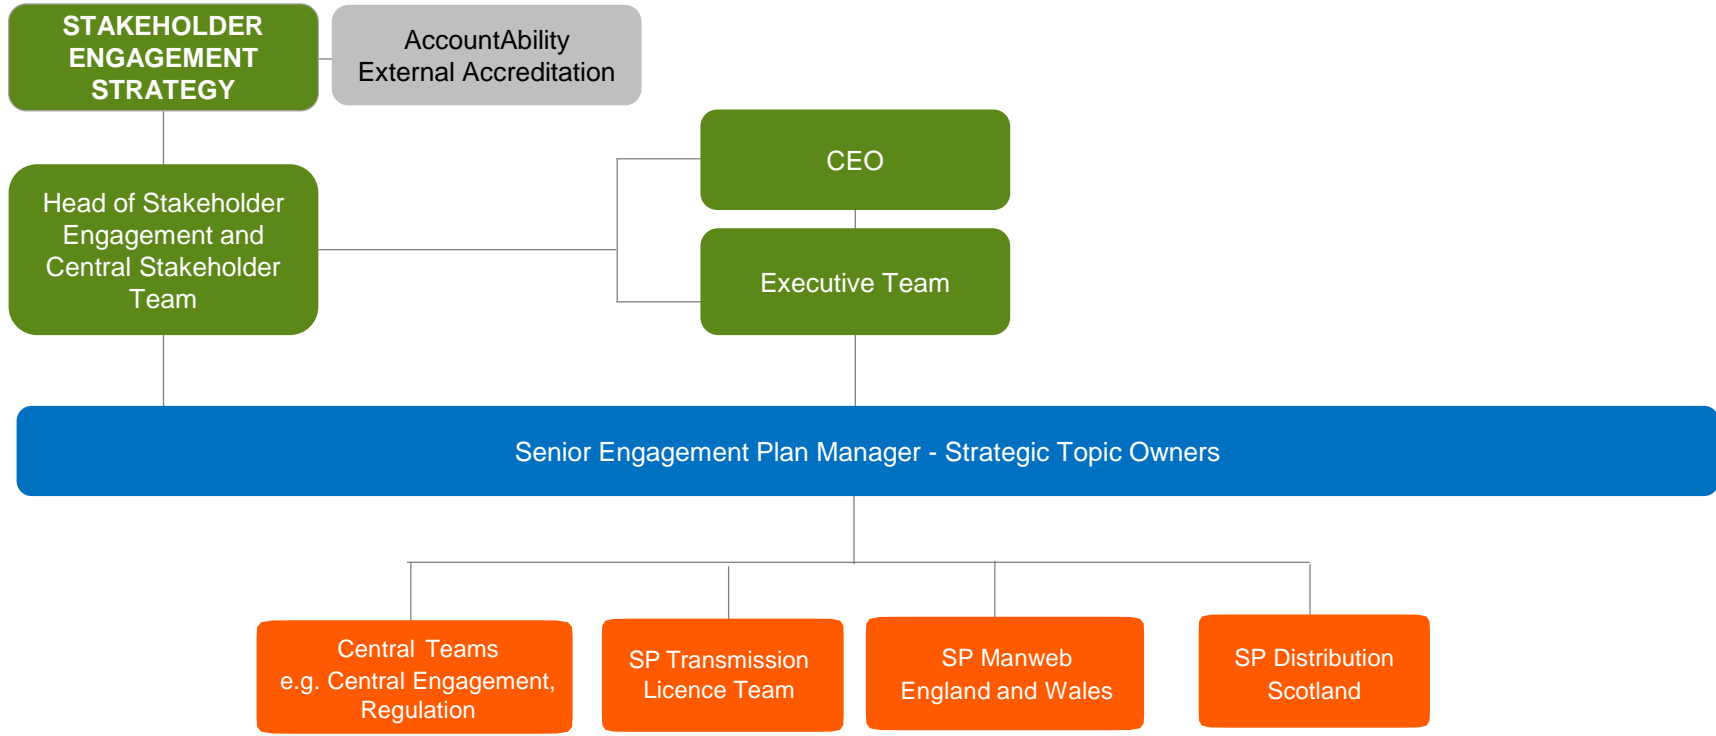 STAKEHOLDER
ENGAGEMENT
STRATEGY
AccountAbility
External Accreditation
CEO
Head of Stakeholder
Engagement and
Central Stakeholder
Team
Executive Team
Senior Engagement Plan Manager - Strategic Topic Owners
Central Teams
e.g. Central Engagement,
Regulation
SP Transmission
Licence Team
SP Manweb
England and Wales
SP Distribution
Scotland